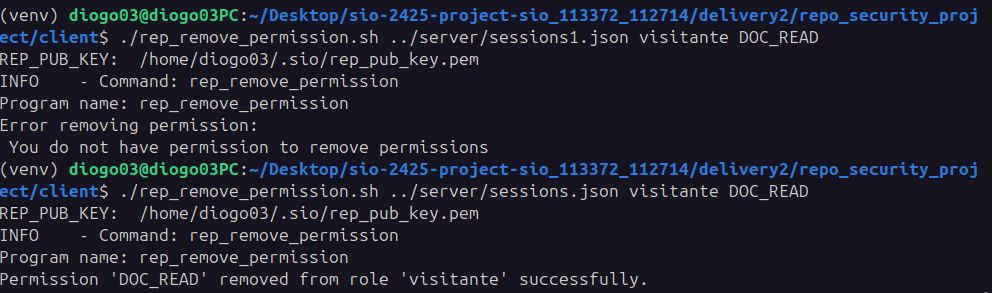 (venv) diogo03@diogo03PC:~/Desktop/sio-2425-project-sio_113372_112714/delivery2/repo_security_proj
ect/client$ ./rep_remove_permission.sh ../server/sessions1.json visitante DOC_READ
REP_PUB_KEY:  /home/diogo03/.sio/rep_pub_key.pem
INFO    - Command: rep_remove_permission
Program name: rep_remove_permission
Error removing permission:
 You do not have permission to remove permissions
(venv) diogo03@diogo03PC:~/Desktop/sio-2425-project-sio_113372_112714/delivery2/repo_security_proj
ect/client$ ./rep_remove_permission.sh ../server/sessions.json visitante DOC_READ
REP_PUB_KEY:  /home/diogo03/.sio/rep_pub_key.pem
INFO    - Command: rep_remove_permission
Program name: rep_remove_permission
Permission 'DOC_READ' removed from role 'visitante' successfully.